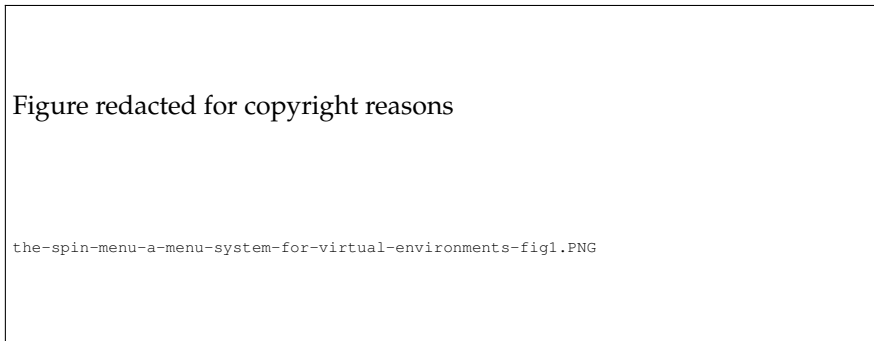 Figure redacted for copyright reasons
the-spin-menu-a-menu-system-for-virtual-environments-fig1.PNG